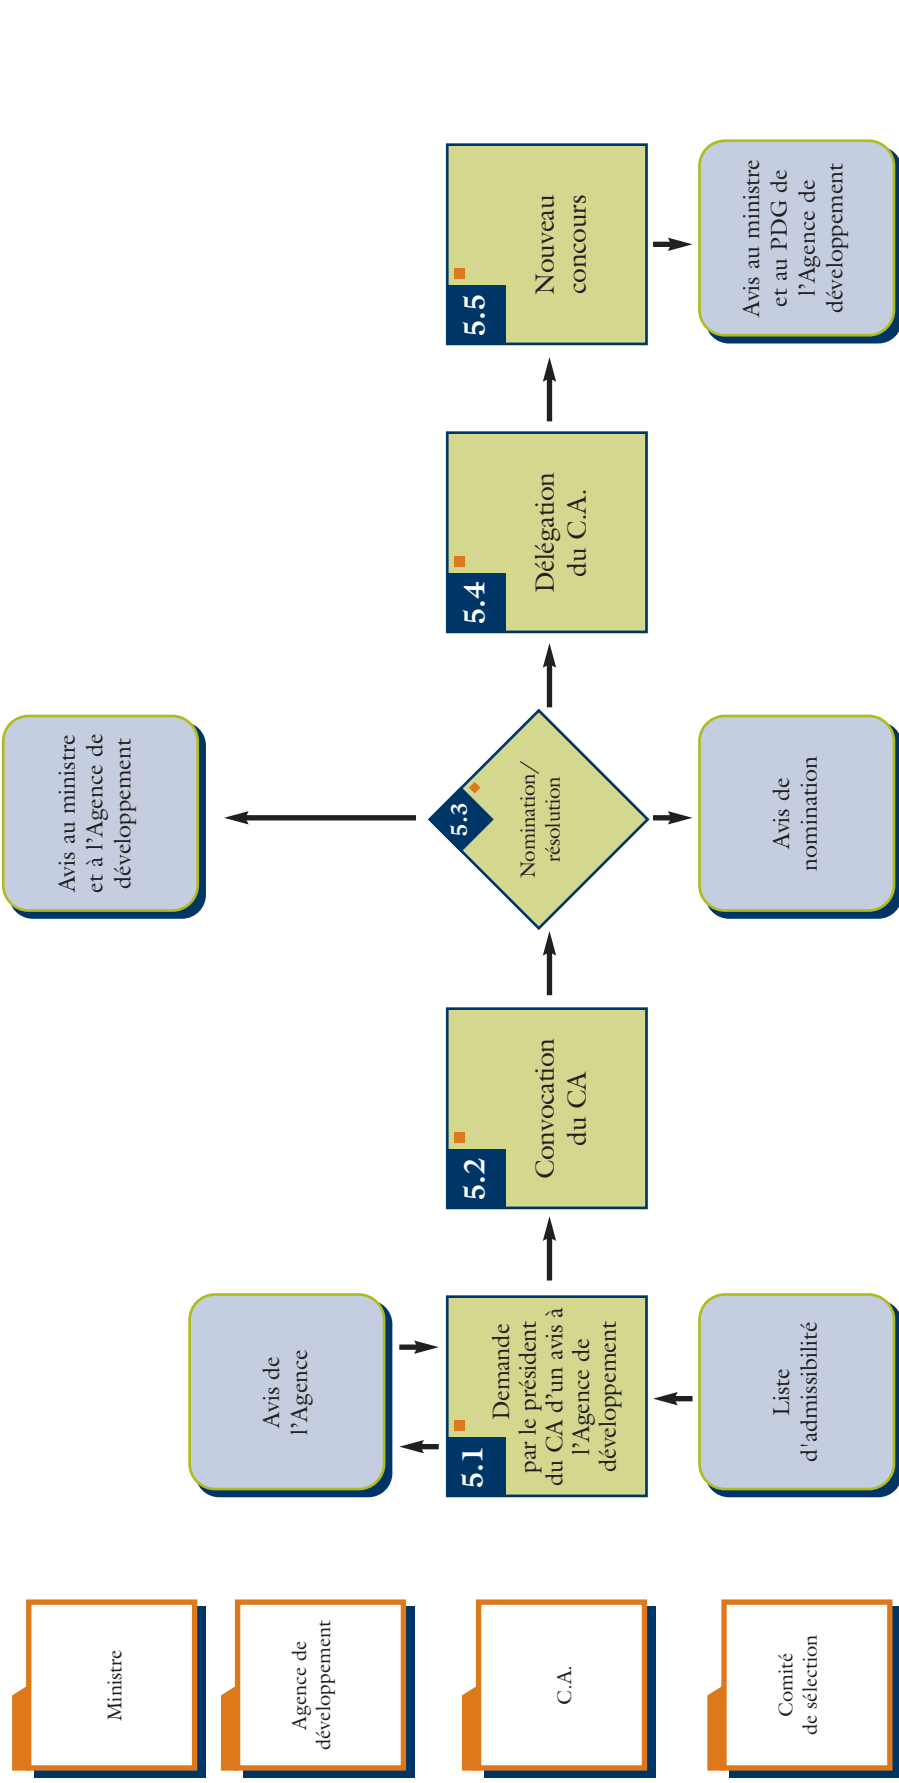 Ministre
Avis au ministre
et à l'Agence de
développement
Agence de
développement
Avis de
l'Agence
C.A.
5.1
Demande
par le président
du CA d'un avis à
l'Agence de
développement
5.2
Convocation
du CA
5.3
Nomination/
résolution
5.4
Délégation
du C.A.
5.5
Nouveau
concours
Comité
de sélection
Liste
d'admissibilité
Avis de
nomination
Avis au ministre
et au PDG de
l'Agence de
développement